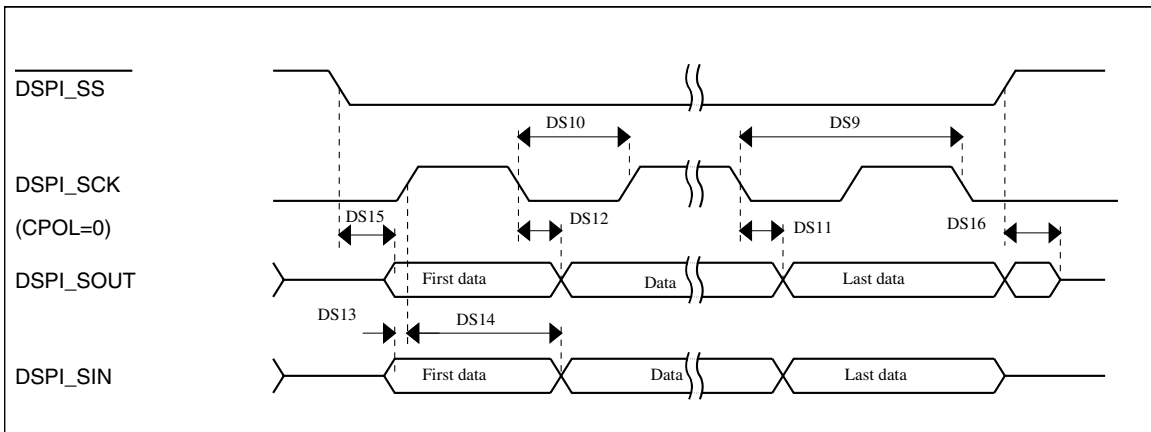 DSPI_SS
DS10
DS9
DSPI_SCK
(CPOL=0)
DS15
DS12
DS11
DS16
DSPI_SOUT
First data
Data
Last data
DS13
DS14
DSPI_SIN
First data
Data
Last data